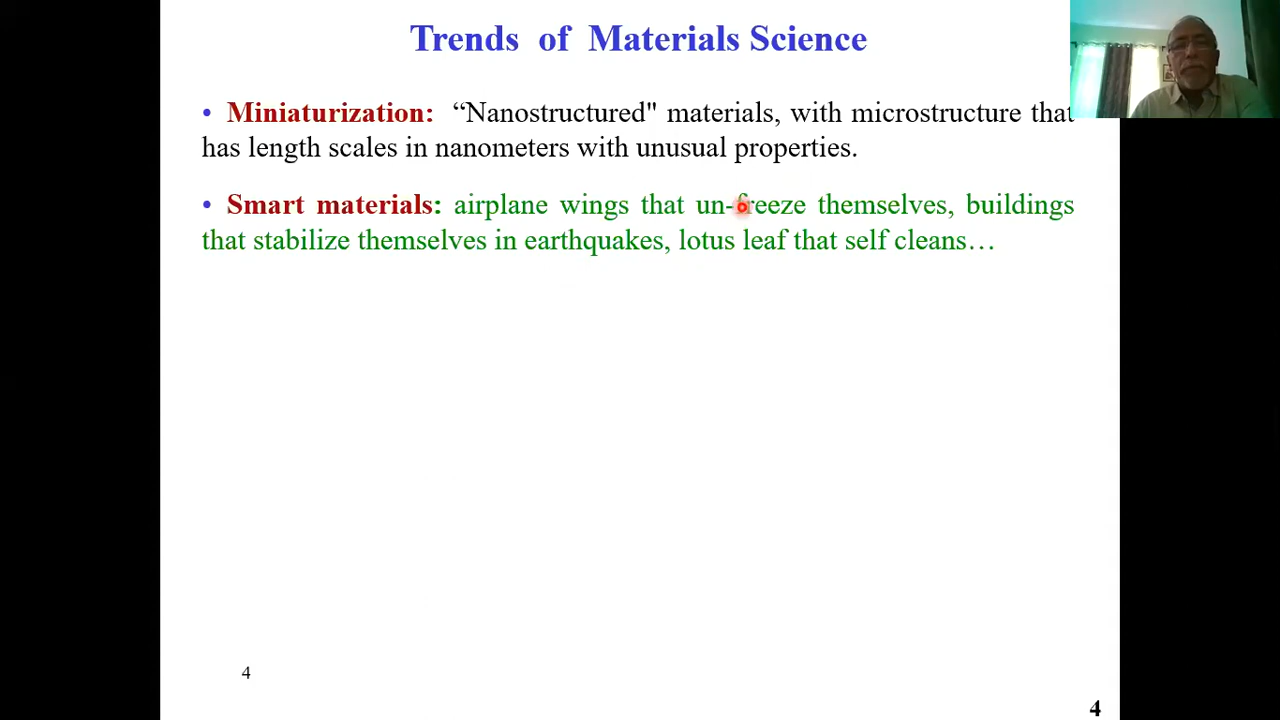 Trends of Materials Science
• Miniaturization: “Nanostructured" materials, with microstructure that
has length scales in nanometers with unusual properties.
• Smart materials: airplane wings that un-freeze themselves, buildings
that stabilize themselves in earthquakes, lotus leaf that self cleans…
4
4